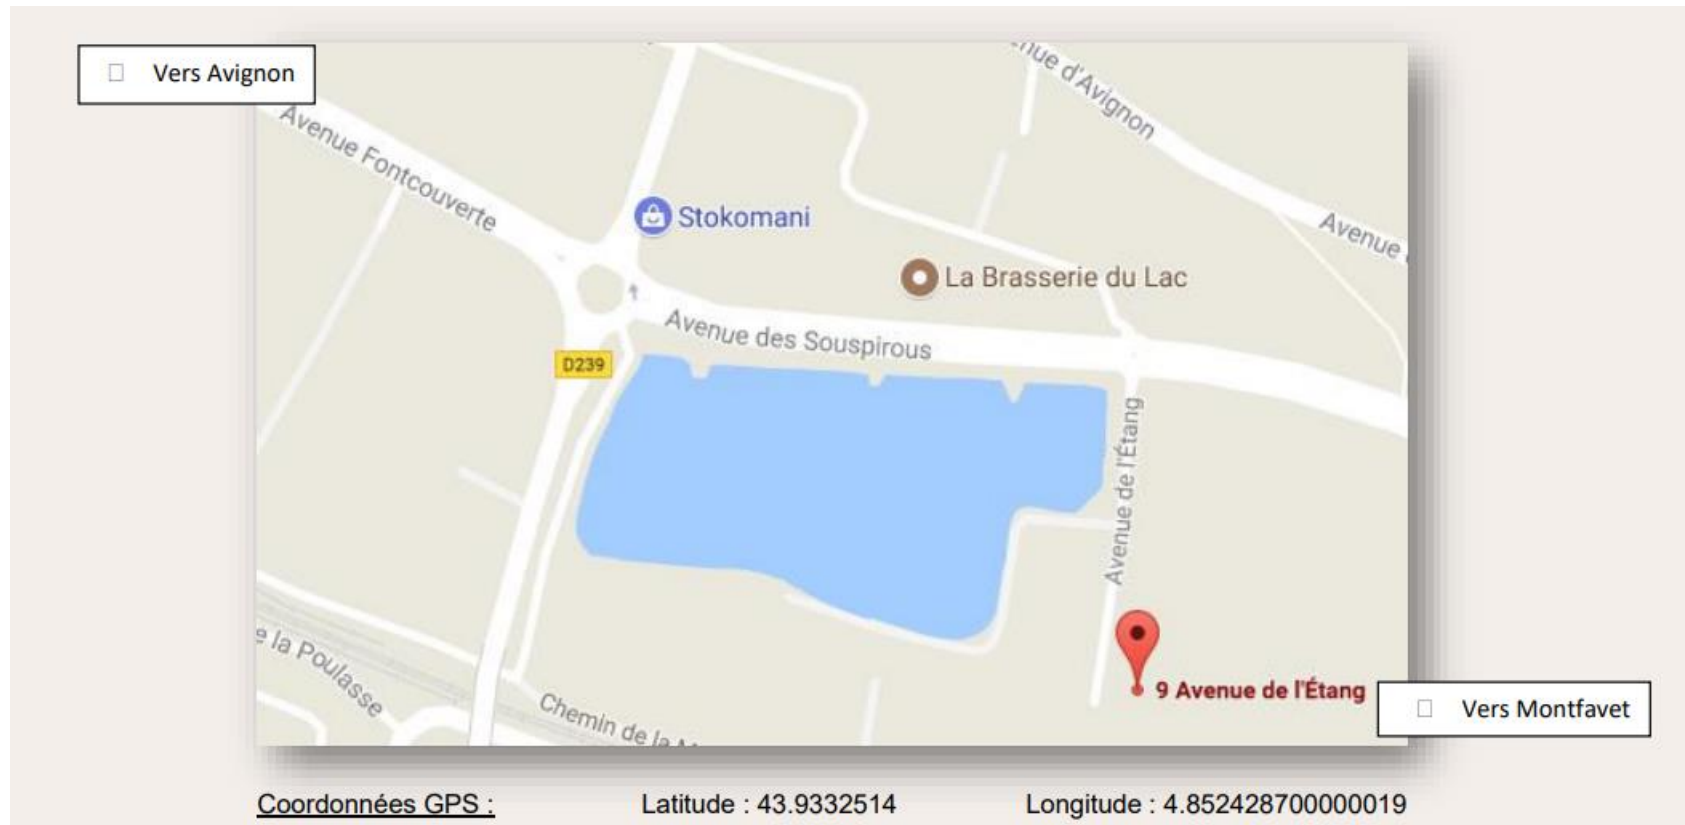 □ Vers Avignon
nue d'Avignon
Avenue Fontcouverte
Stokomani
Avenue
La Brasserie du Lac
Avenue des Souspirous
D239
Avenue de l'Étang
e la Poulasse
9 Avenue de l'Étang
□ Vers Montfavet
Chemin de la
Coordonnées GPS : Latitude : 43.9332514 Longitude : 4.852428700000019